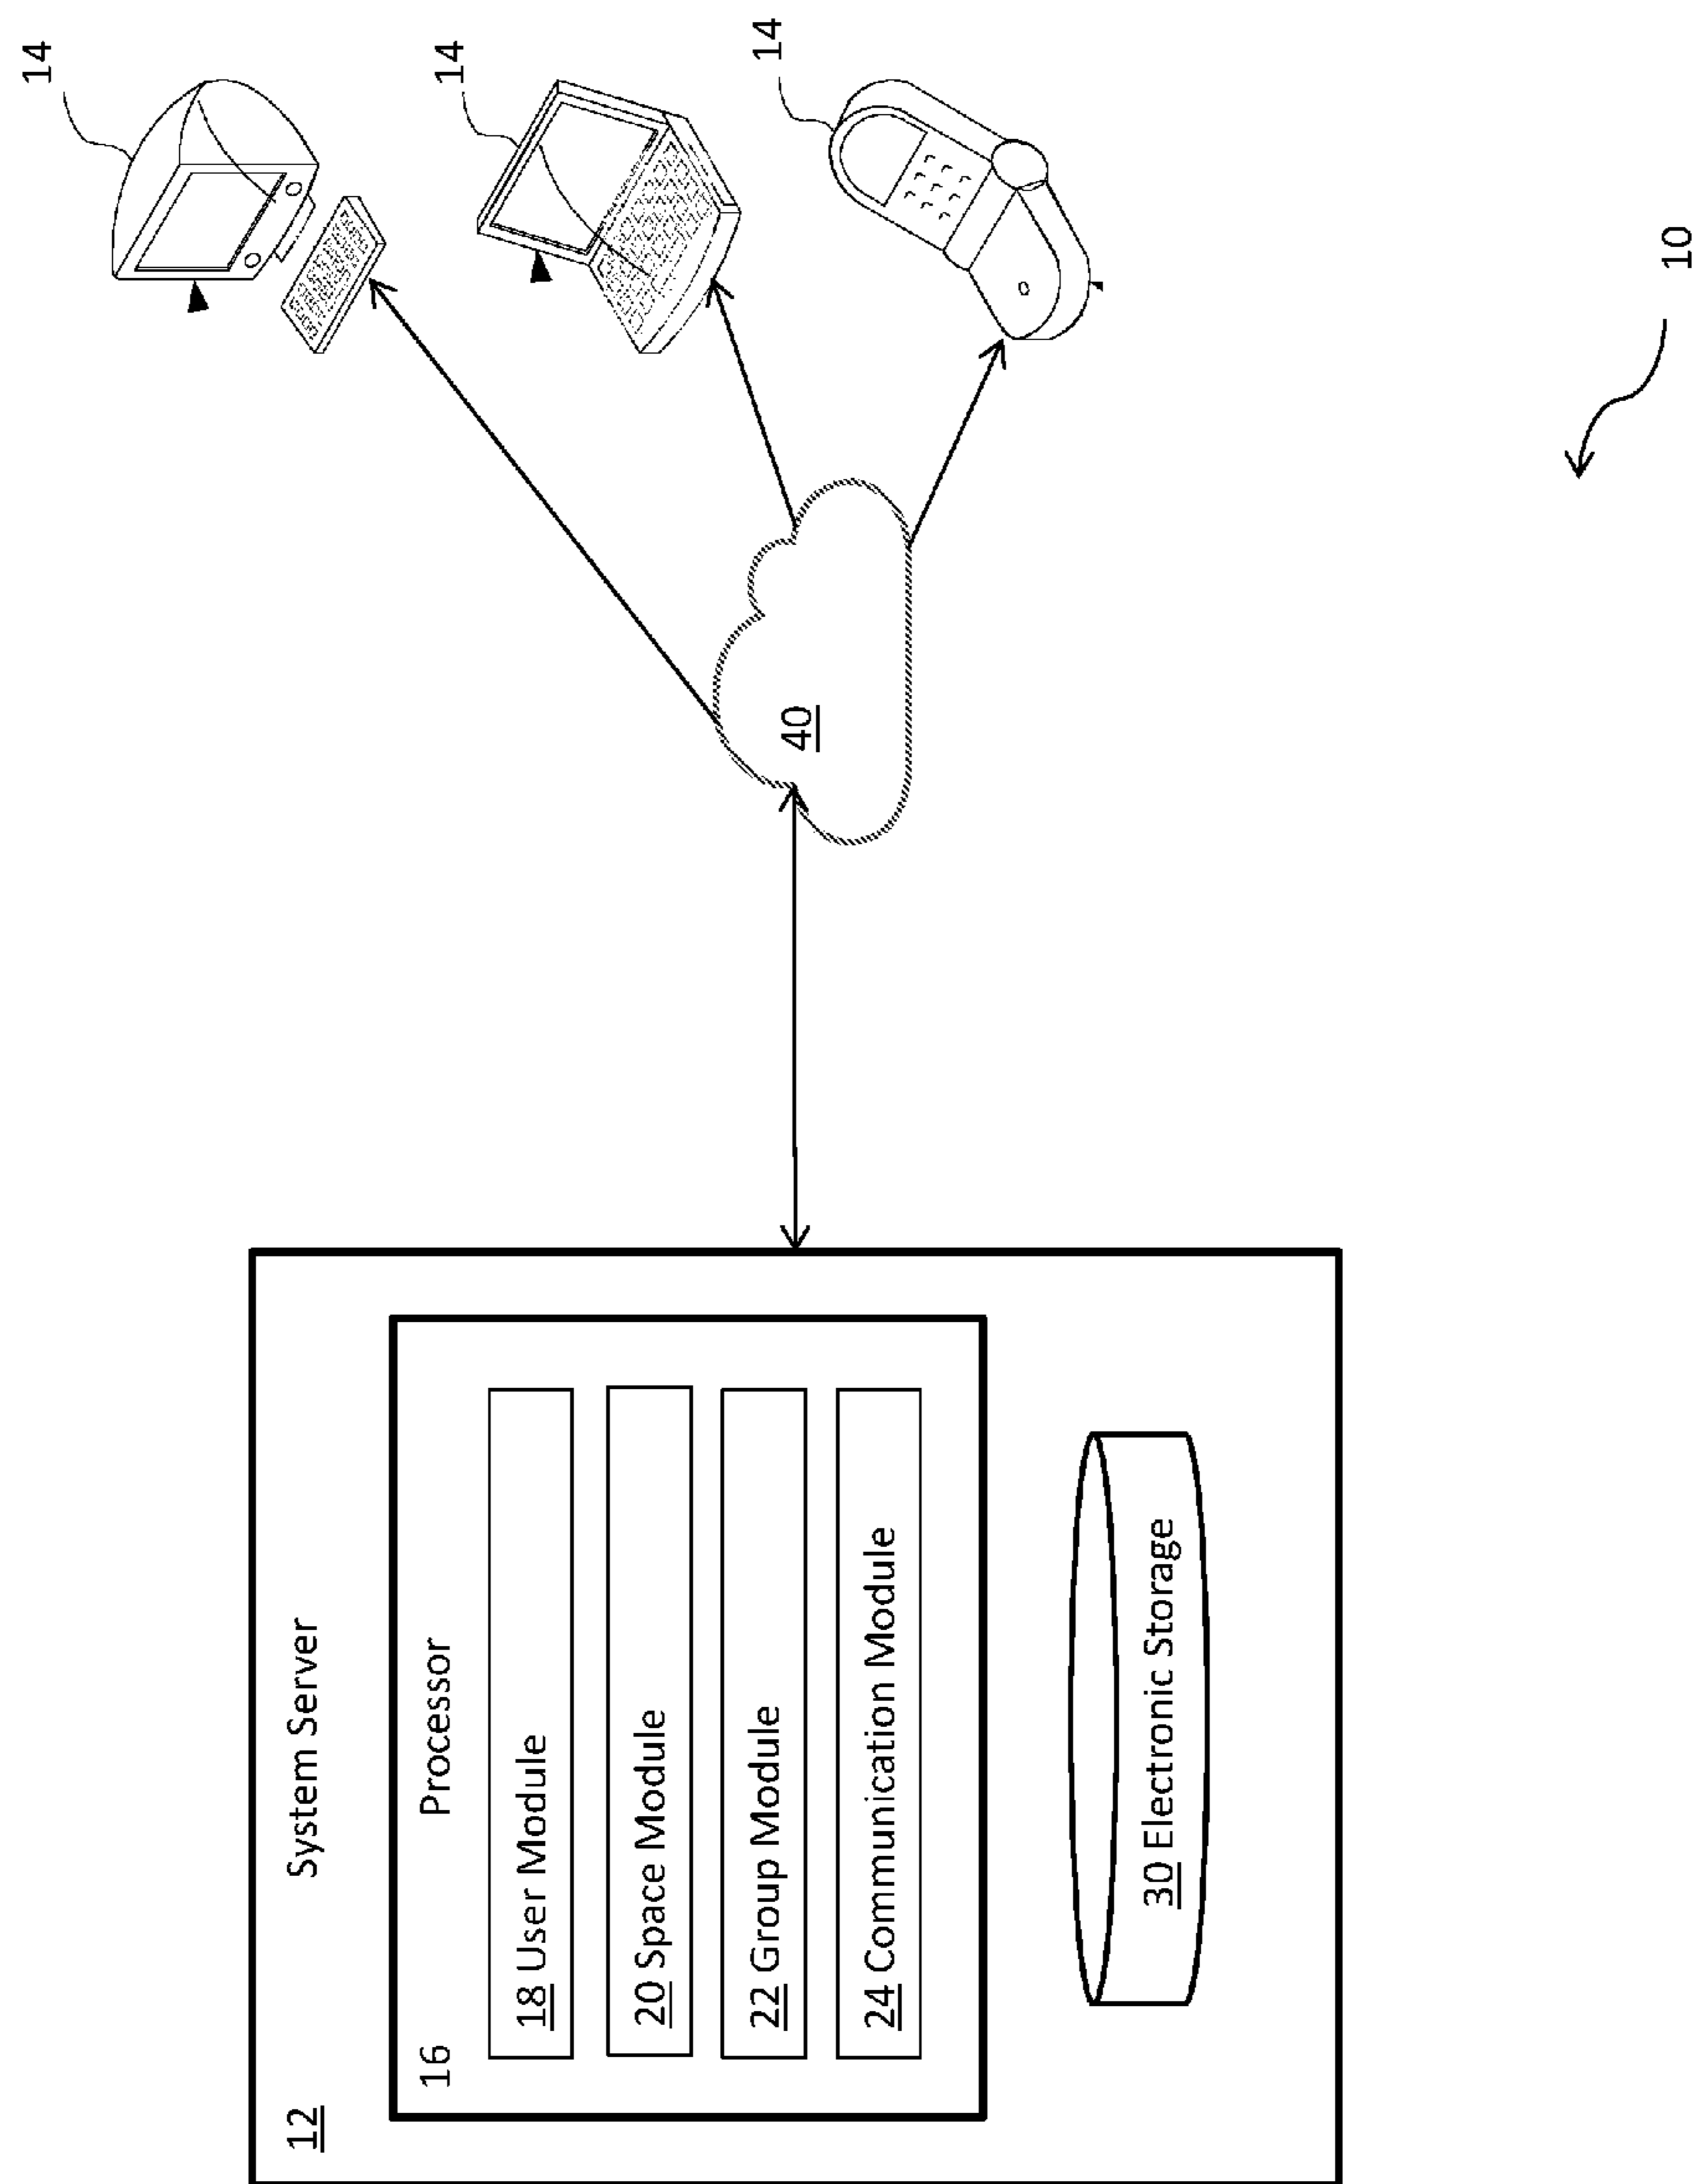 12 System Server
16 Processor
18 User Module
20 Space Module
22 Group Module
24 Communication Module
30 Electronic Storage
40
14
14
14
10